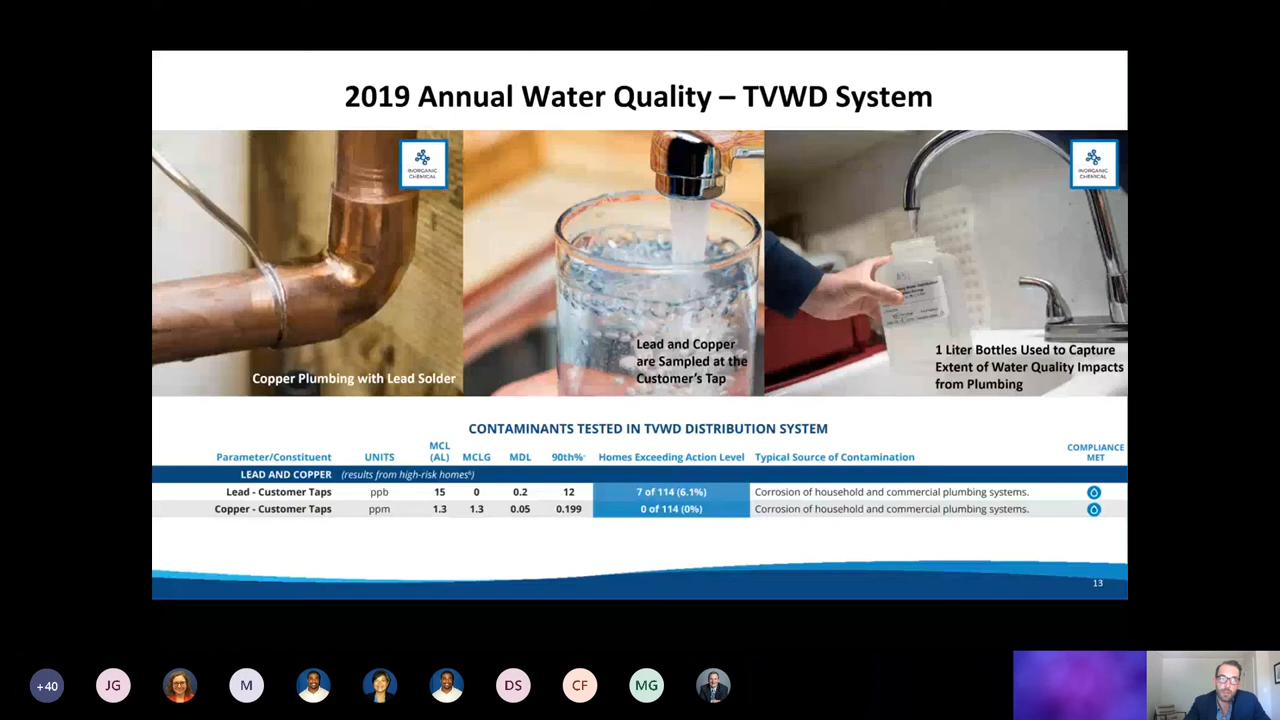 2019 Annual Water Quality – TVWD System
INORGANIC
CHEMICAL
INORGANIC
CHEMICAL
Copper Plumbing with Lead Solder
Lead and Copper
are Sampled at the
Customer's Tap
1 Liter Bottles Used to Capture
Extent of Water Quality Impacts
from Plumbing
CONTAMINANTS TESTED IN TVWD DISTRIBUTION SYSTEM
Parameter/Constituent UNITS MCL (AL) MCLG MDL 90th% Homes Exceeding Action Level Typical Source of Contamination COMPLIANCE MET
LEAD AND COPPER (results from high-risk homes⁶)
Lead - Customer Taps ppb 15 0 0.2 12 7 of 114 (6.1%) Corrosion of household and commercial plumbing systems.
Copper - Customer Taps ppm 1.3 1.3 0.05 0.199 0 of 114 (0%) Corrosion of household and commercial plumbing systems.
13
+40 JG M DS CF MG